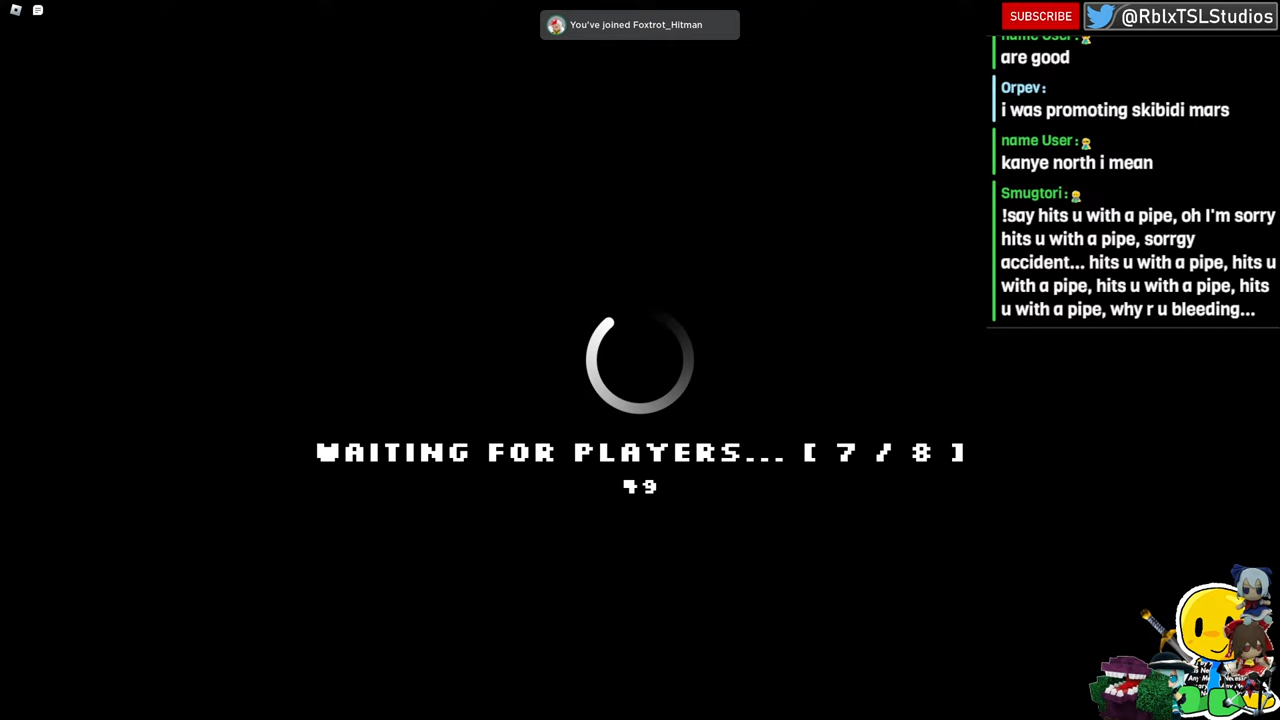 You've joined Foxtrot_Hitman
SUBSCRIBE
@RblxTSLStudios
name User:
are good
Orpev:
i was promoting skibidi mars
name User:
kanye north i mean
Smugtori:
!say hits u with a pipe, oh I'm sorry
hits u with a pipe, sorrgy
accident... hits u with a pipe, hits u
with a pipe, hits u with a pipe, hits
u with a pipe, why r u bleeding...
WAITING FOR PLAYERS... [ 7 / 8 ]
49